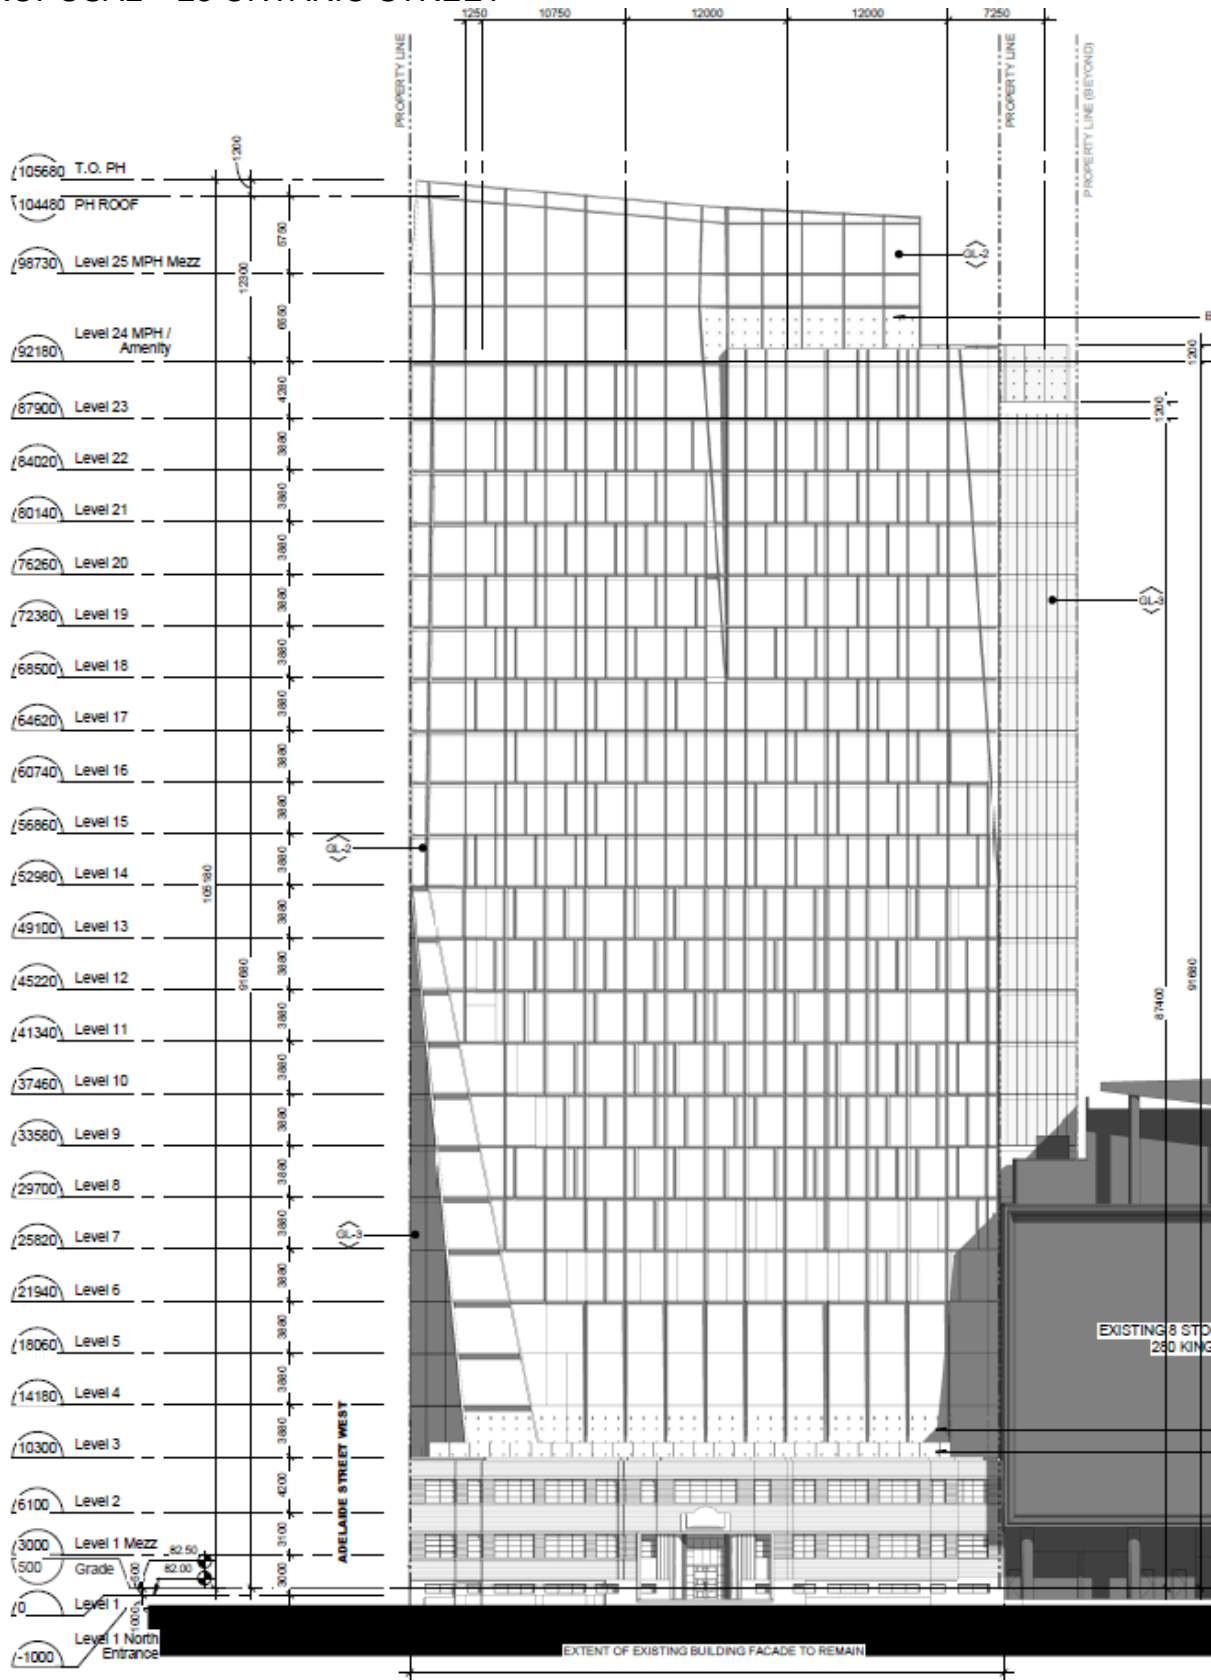 1250 10750 12000 12000 7250
PROPERTY LINE
PROPERTY LINE
PROPERTY LINE (BEYOND)
1200
105680 T.O. PH
104480 PH ROOF
5750
98730 Level 25 MPH Mezz
12300
GL-2
6550
Level 24 MPH /
Amenity
92180
1200
4280
87900 Level 23
1200
3880
84020 Level 22
3880
80140 Level 21
3880
76260 Level 20
3880
72380 Level 19
GL-3
3880
68500 Level 18
3880
64620 Level 17
3880
60740 Level 16
3880
56860 Level 15
GL-2
3880
52980 Level 14
105180
3880
49100 Level 13
3880
45220 Level 12
91680
91680
3880
41340 Level 11
87400
3880
37460 Level 10
3880
33580 Level 9
3880
29700 Level 8
3880
25820 Level 7
GL-3
3880
21940 Level 6
3880
18060 Level 5
EXISTING 8 STO
280 KING
3880
14180 Level 4
3880
10300 Level 3
ADELAIDE STREET WEST
4200
6100 Level 2
3100
3000 Level 1 Mezz
82.50
500 Grade
82.00
500
3000
0 Level 1
1000
Level 1 North
Entrance
-1000
EXTENT OF EXISTING BUILDING FACADE TO REMAIN